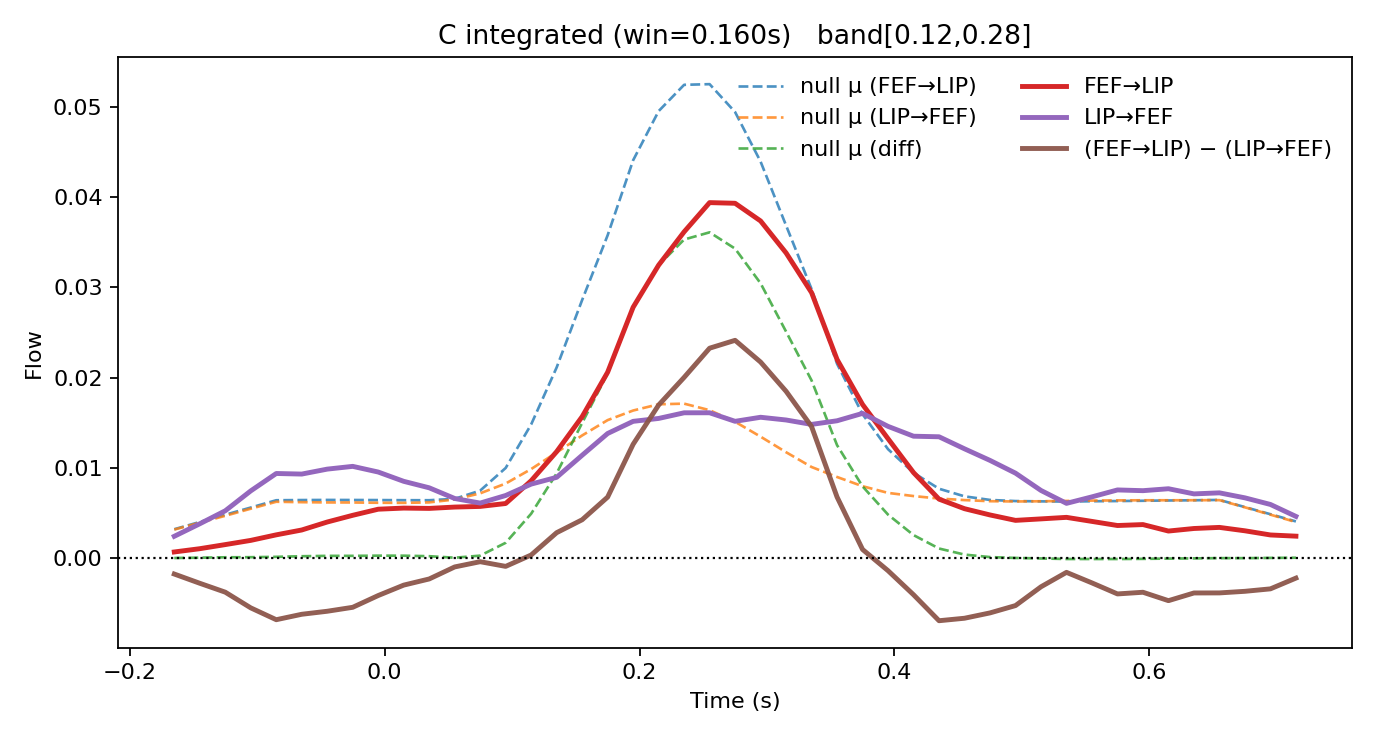 C integrated (win=0.160s)   band[0.12,0.28]
null μ (FEF→LIP)
null μ (LIP→FEF)
null μ (diff)
FEF→LIP
LIP→FEF
(FEF→LIP) − (LIP→FEF)
Flow
0.05
0.04
0.03
0.02
0.01
0.00
−0.2
0.0
0.2
0.4
0.6
Time (s)